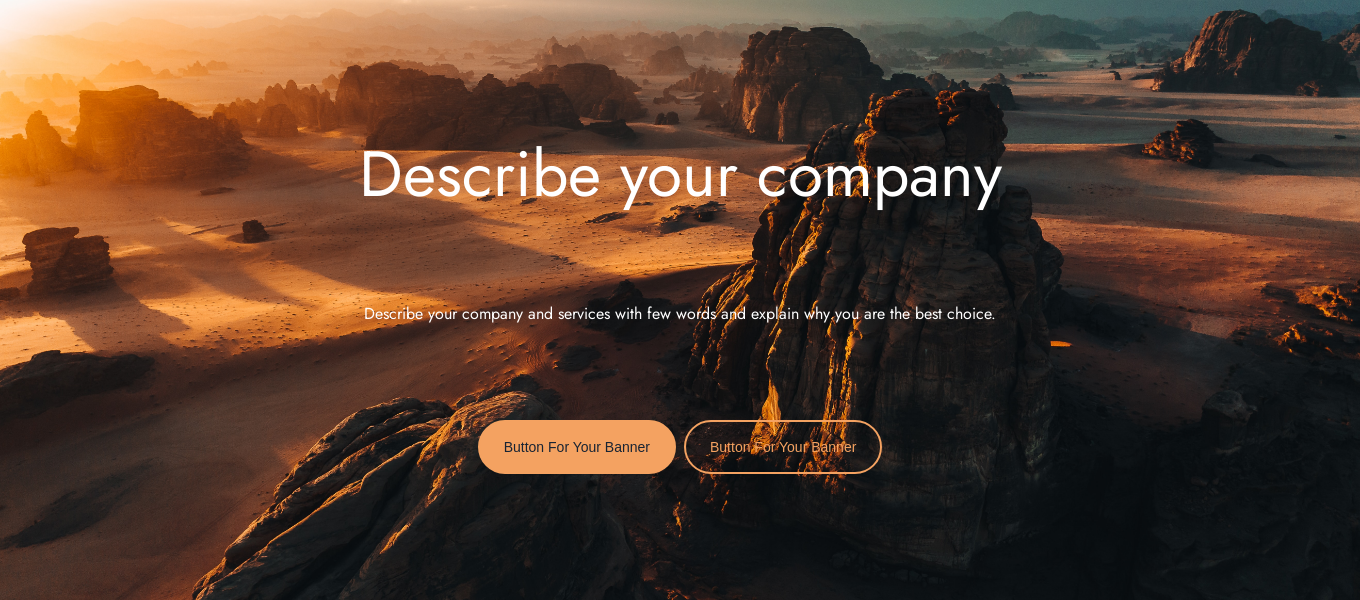 Describe your company
Describe your company and services with few words and explain why you are the best choice.
Button For Your Banner
Button For Your Banner